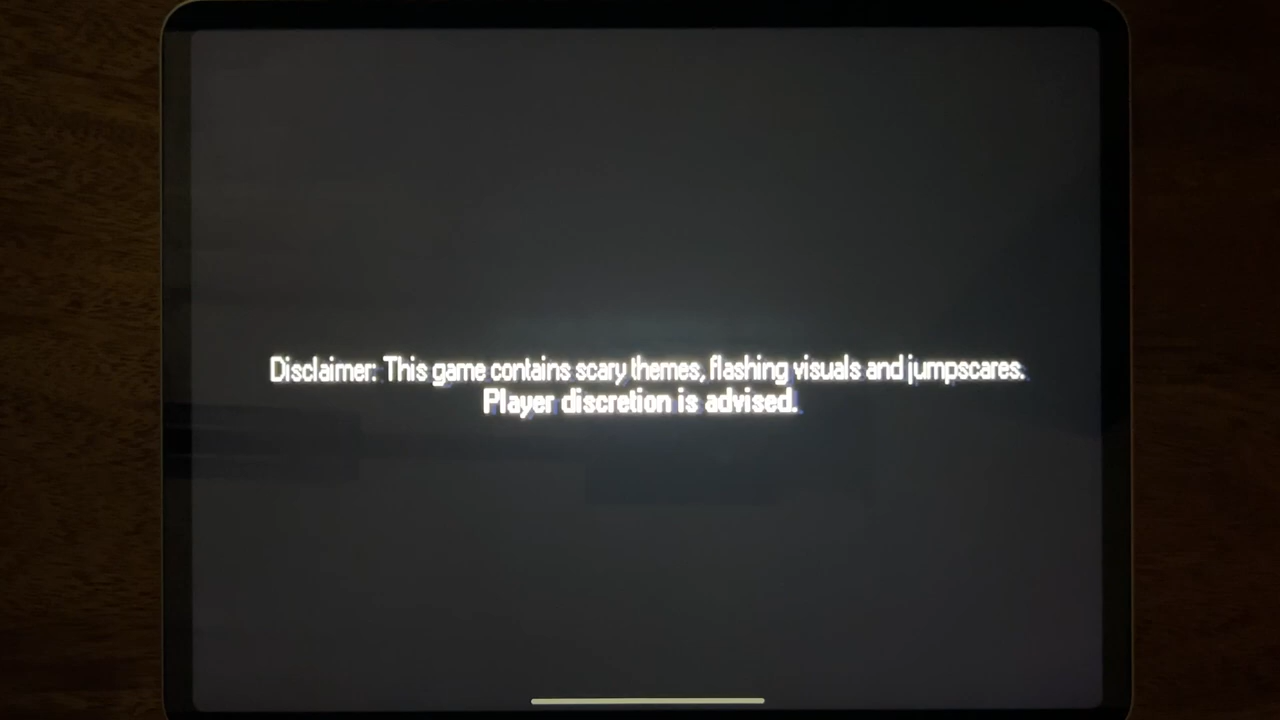 Disclaimer: This game contains scary themes, flashing visuals and jumpscares.
Player discretion is advised.